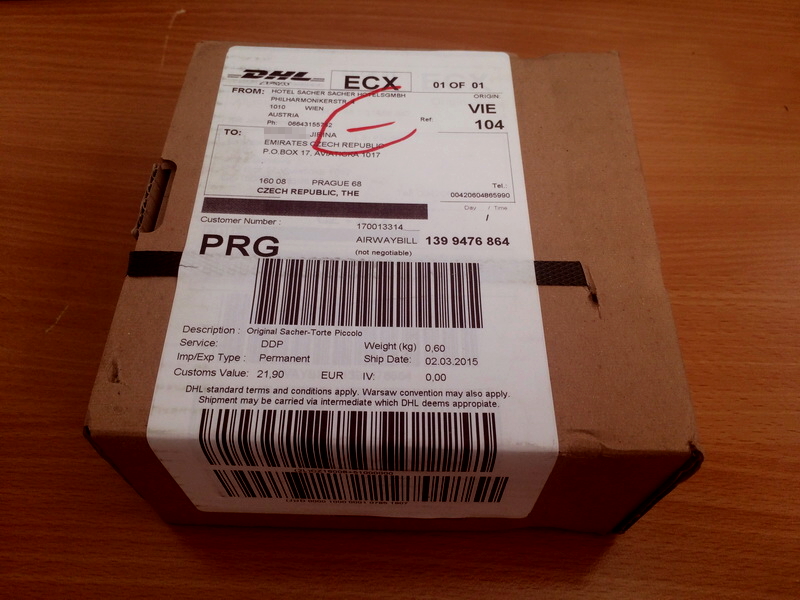 DHL
EXPRESS
ECX
01 OF 01
FROM: HOTEL SACHER SACHER HOTELSGMBH
PHILHARMONIKERSTR.
1010 WIEN
AUSTRIA
Ph:
ORIGIN:
VIE
104
Ref:
TO: JIRINA
EMIRATES CZECH REPUBLIC
P.O.BOX 17, AVIATICKA 1017
160 08 PRAGUE 68
CZECH REPUBLIC, THE
Tel.:
00420604865990
Day / Time
/
Customer Number : 170013314
PRG
AIRWAYBILL 139 9476 864
(not negotiable)
Description : Original Sacher-Torte Piccolo
Service: DDP Weight (kg) 0,60
Imp/Exp Type : Permanent Ship Date: 02.03.2015
Customs Value: 21,90 EUR IV: 0,00
DHL standard terms and conditions apply. Warsaw convention may also apply.
Shipment may be carried via intermediate which DHL deems appropiate.